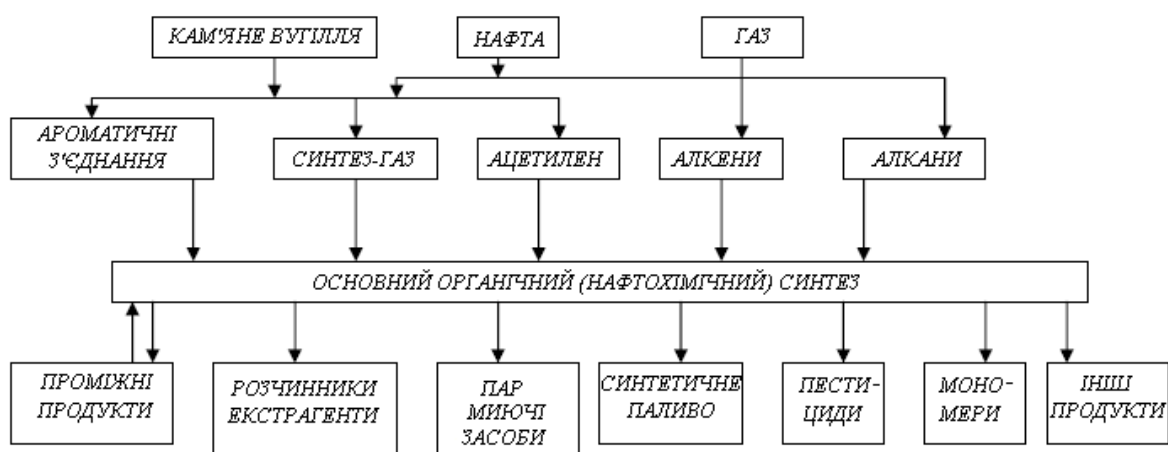 КАМ'ЯНЕ ВУГІЛЛЯ
НАФТА
ГАЗ
АРОМАТИЧНІ
З'ЄДНАННЯ
СИНТЕЗ-ГАЗ
АЦЕТИЛЕН
АЛКЕНИ
АЛКАНИ
ОСНОВНИЙ ОРГАНІЧНИЙ (НАФТОХІМІЧНИЙ) СИНТЕЗ
ПРОМІЖНІ
ПРОДУКТИ
РОЗЧИННИКИ
ЕКСТРАГЕНТИ
ПАР
МИЮЧІ
ЗАСОБИ
СИНТЕТИЧНЕ
ПАЛИВО
ПЕСТИ-
ЦИДИ
МОНО-
МЕРИ
ІНШІ
ПРОДУКТИ